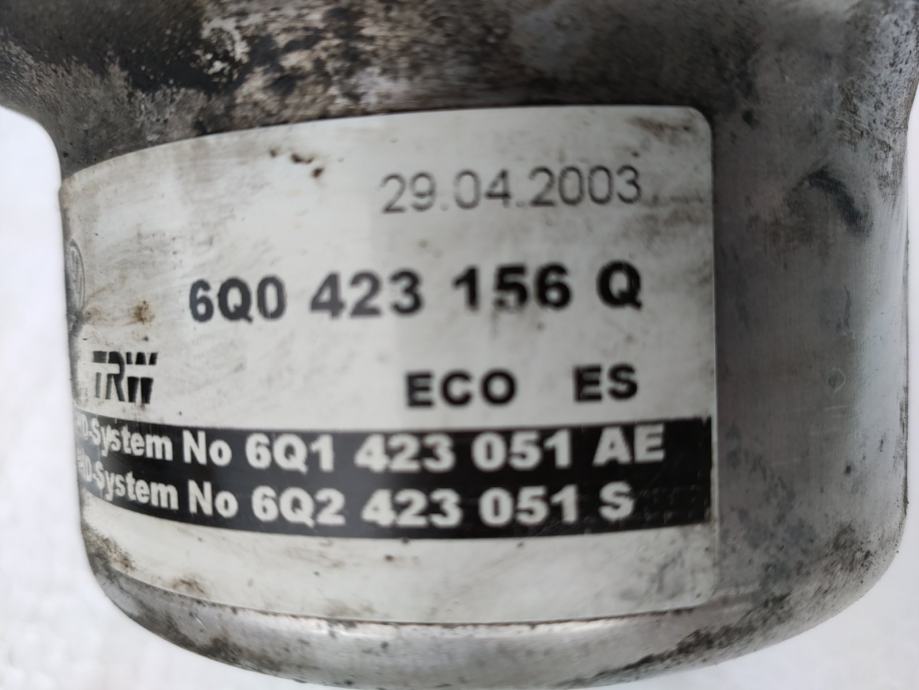 29.04.2003
6Q0 423 156 Q
TRW
ECO ES
-System No 6Q1 423 051 AE
-System No 6Q2 423 051 S